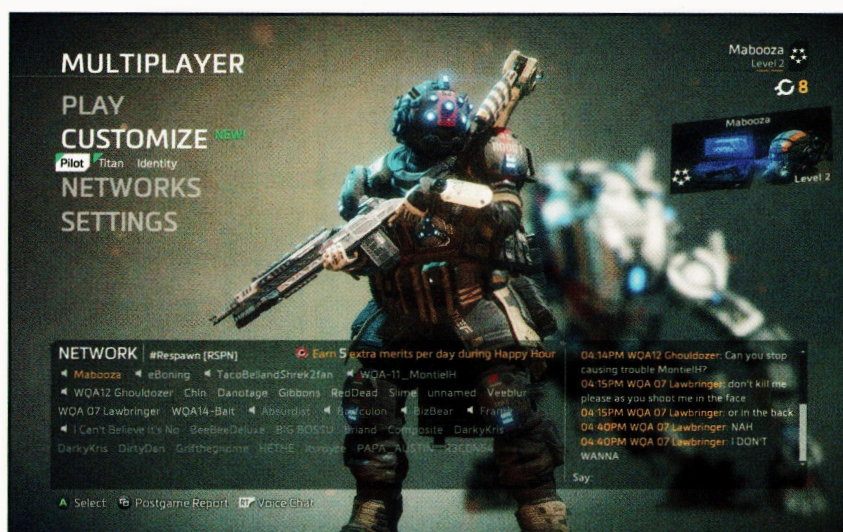 MULTIPLAYER
PLAY
CUSTOMIZE NEW!
Pilot Titan Identity
NETWORKS
SETTINGS
Mabooza
Level 2
8
Mabooza
Level 2
NETWORK #Respawn [RSPN] Earn 5 extra merits per day during Happy Hour
Mabooza eBoning TacoBellandShrek2fan WQA-11_MontielH
WQA12 Ghouldozer Chin Danotage Gibbons RedDead Slime unnamed Veeblur
WQA 07 Lawbringer WQA14-Bait Absurdist BizBear
I Can't Believe it's No BeeBeeDeluxe BIG BOSSU Briand Composite DarkyKris
DarkyKris DirtyDan Grifthegnome HETHE PAPA_AUSTIN
04:14PM WQA12 Ghouldozer: Can you stop
causing trouble MontielH?
04:15PM WQA 07 Lawbringer: don't kill me
please as you shoot me in the face
04:15PM WQA 07 Lawbringer: or in the back
04:40PM WQA 07 Lawbringer: NAH
04:40PM WQA 07 Lawbringer: I DON'T
WANNA
Say:
A Select Postgame Report RT Voice Chat